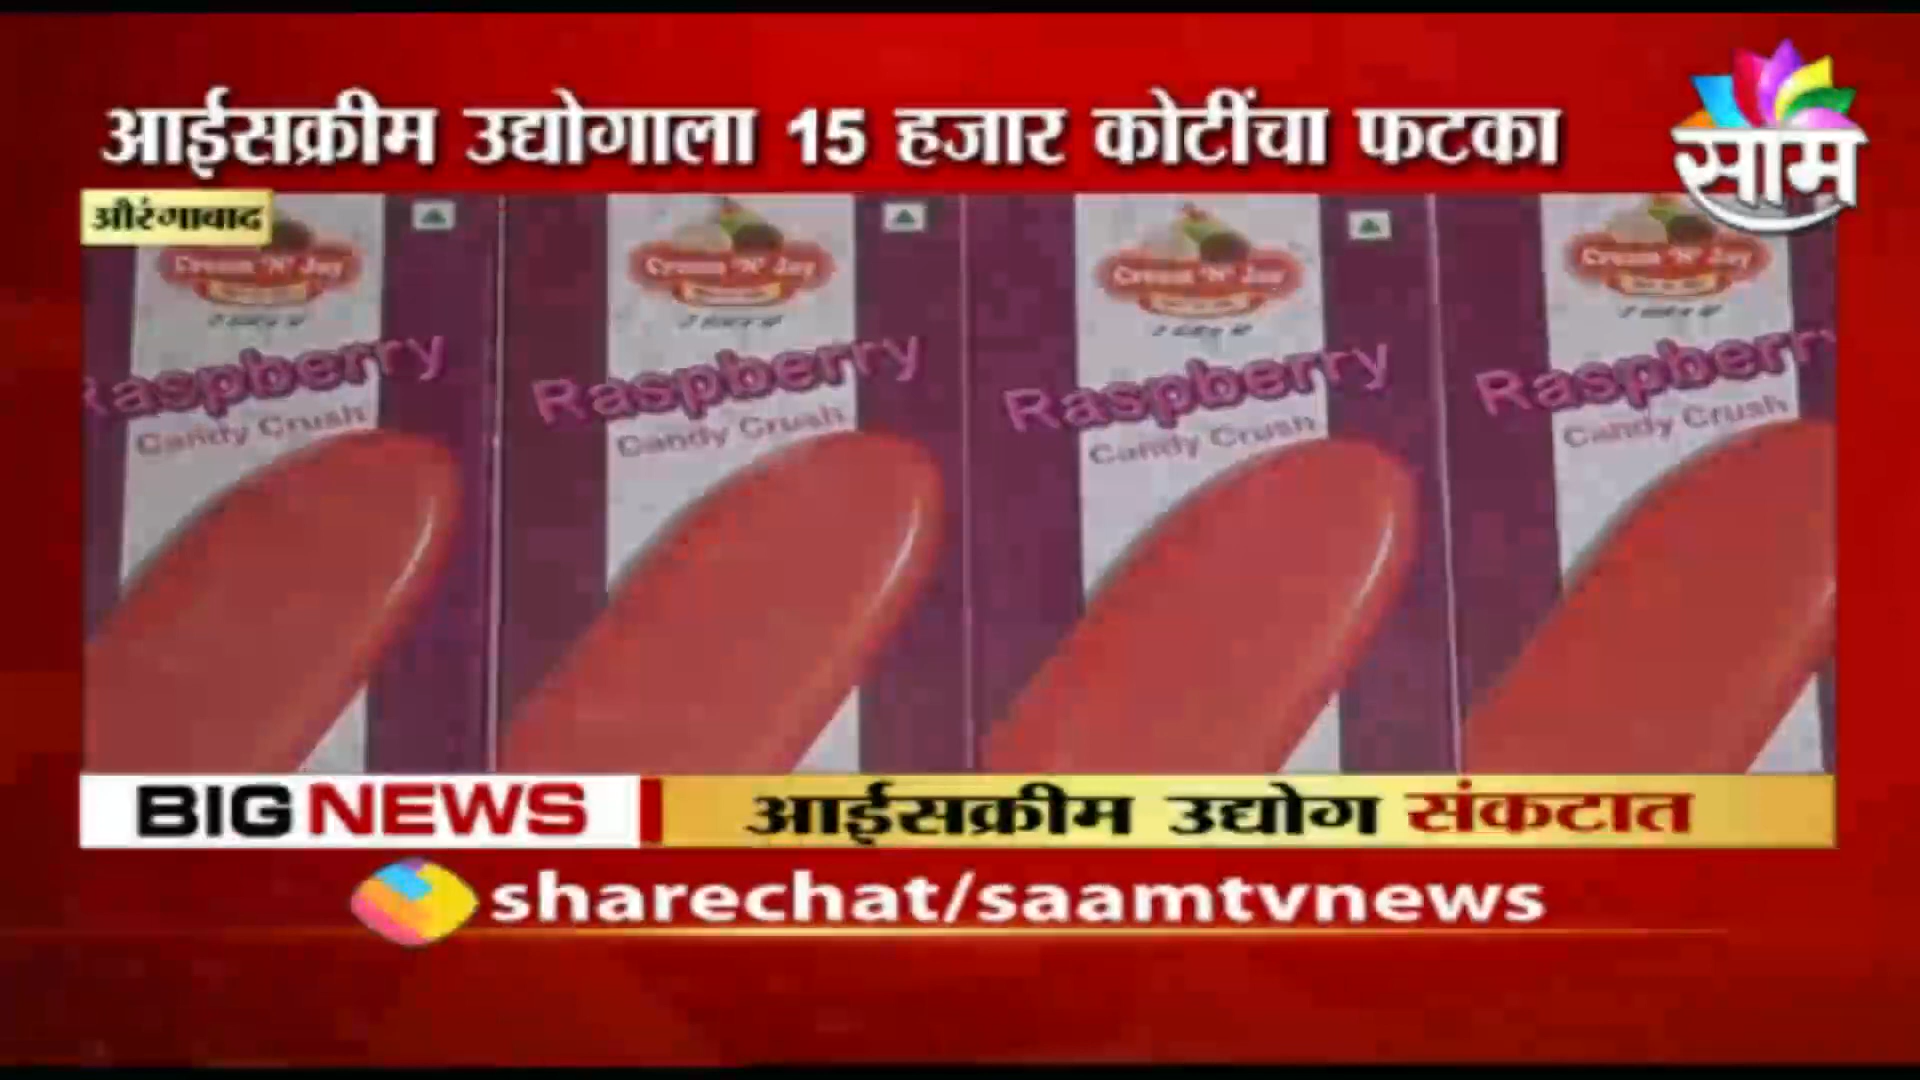 आईसक्रीम उद्योगाला 15 हजार कोटींचा फटका
साम
औरंगाबाद
Cream 'N' Joy Cream 'N' Joy Cream 'N' Joy Cream 'N' Joy
Raspberry Raspberry Raspberry Raspberry
Candy Crush Candy Crush Candy Crush Candy Crush
BIG NEWS आईसक्रीम उद्योग संकटात
sharechat/saamtvnews